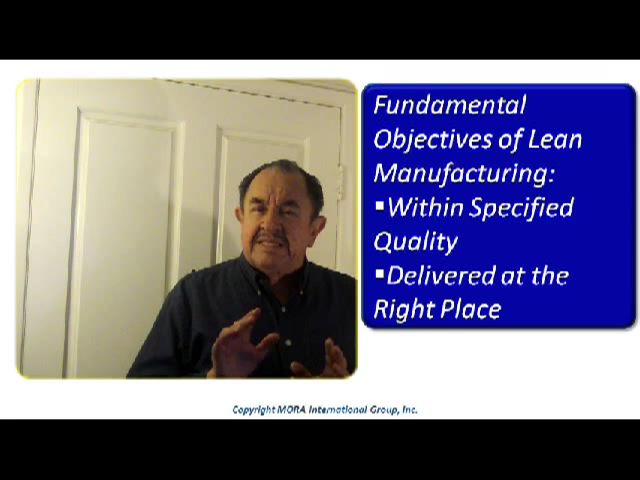 Fundamental
Objectives of Lean
Manufacturing:
▪Within Specified
Quality
▪Delivered at the
Right Place
Copyright MORA International Group, Inc.